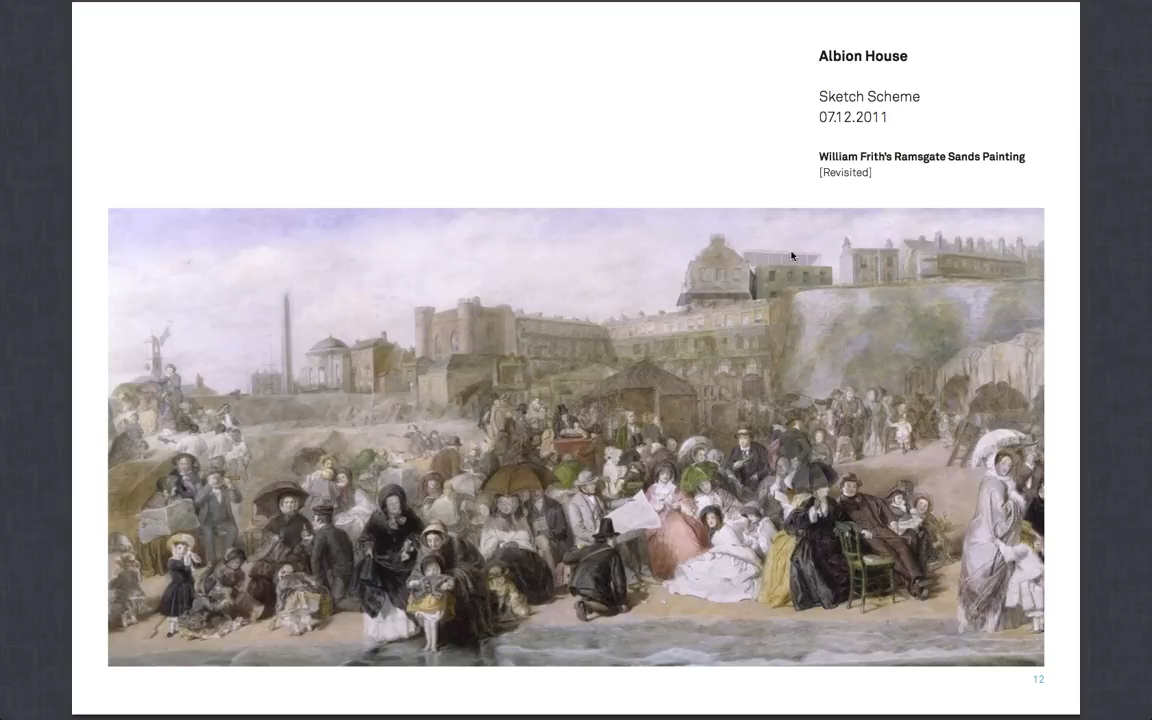 Albion House
Sketch Scheme
07.12.2011
William Frith's Ramsgate Sands Painting
[Revisited]
12